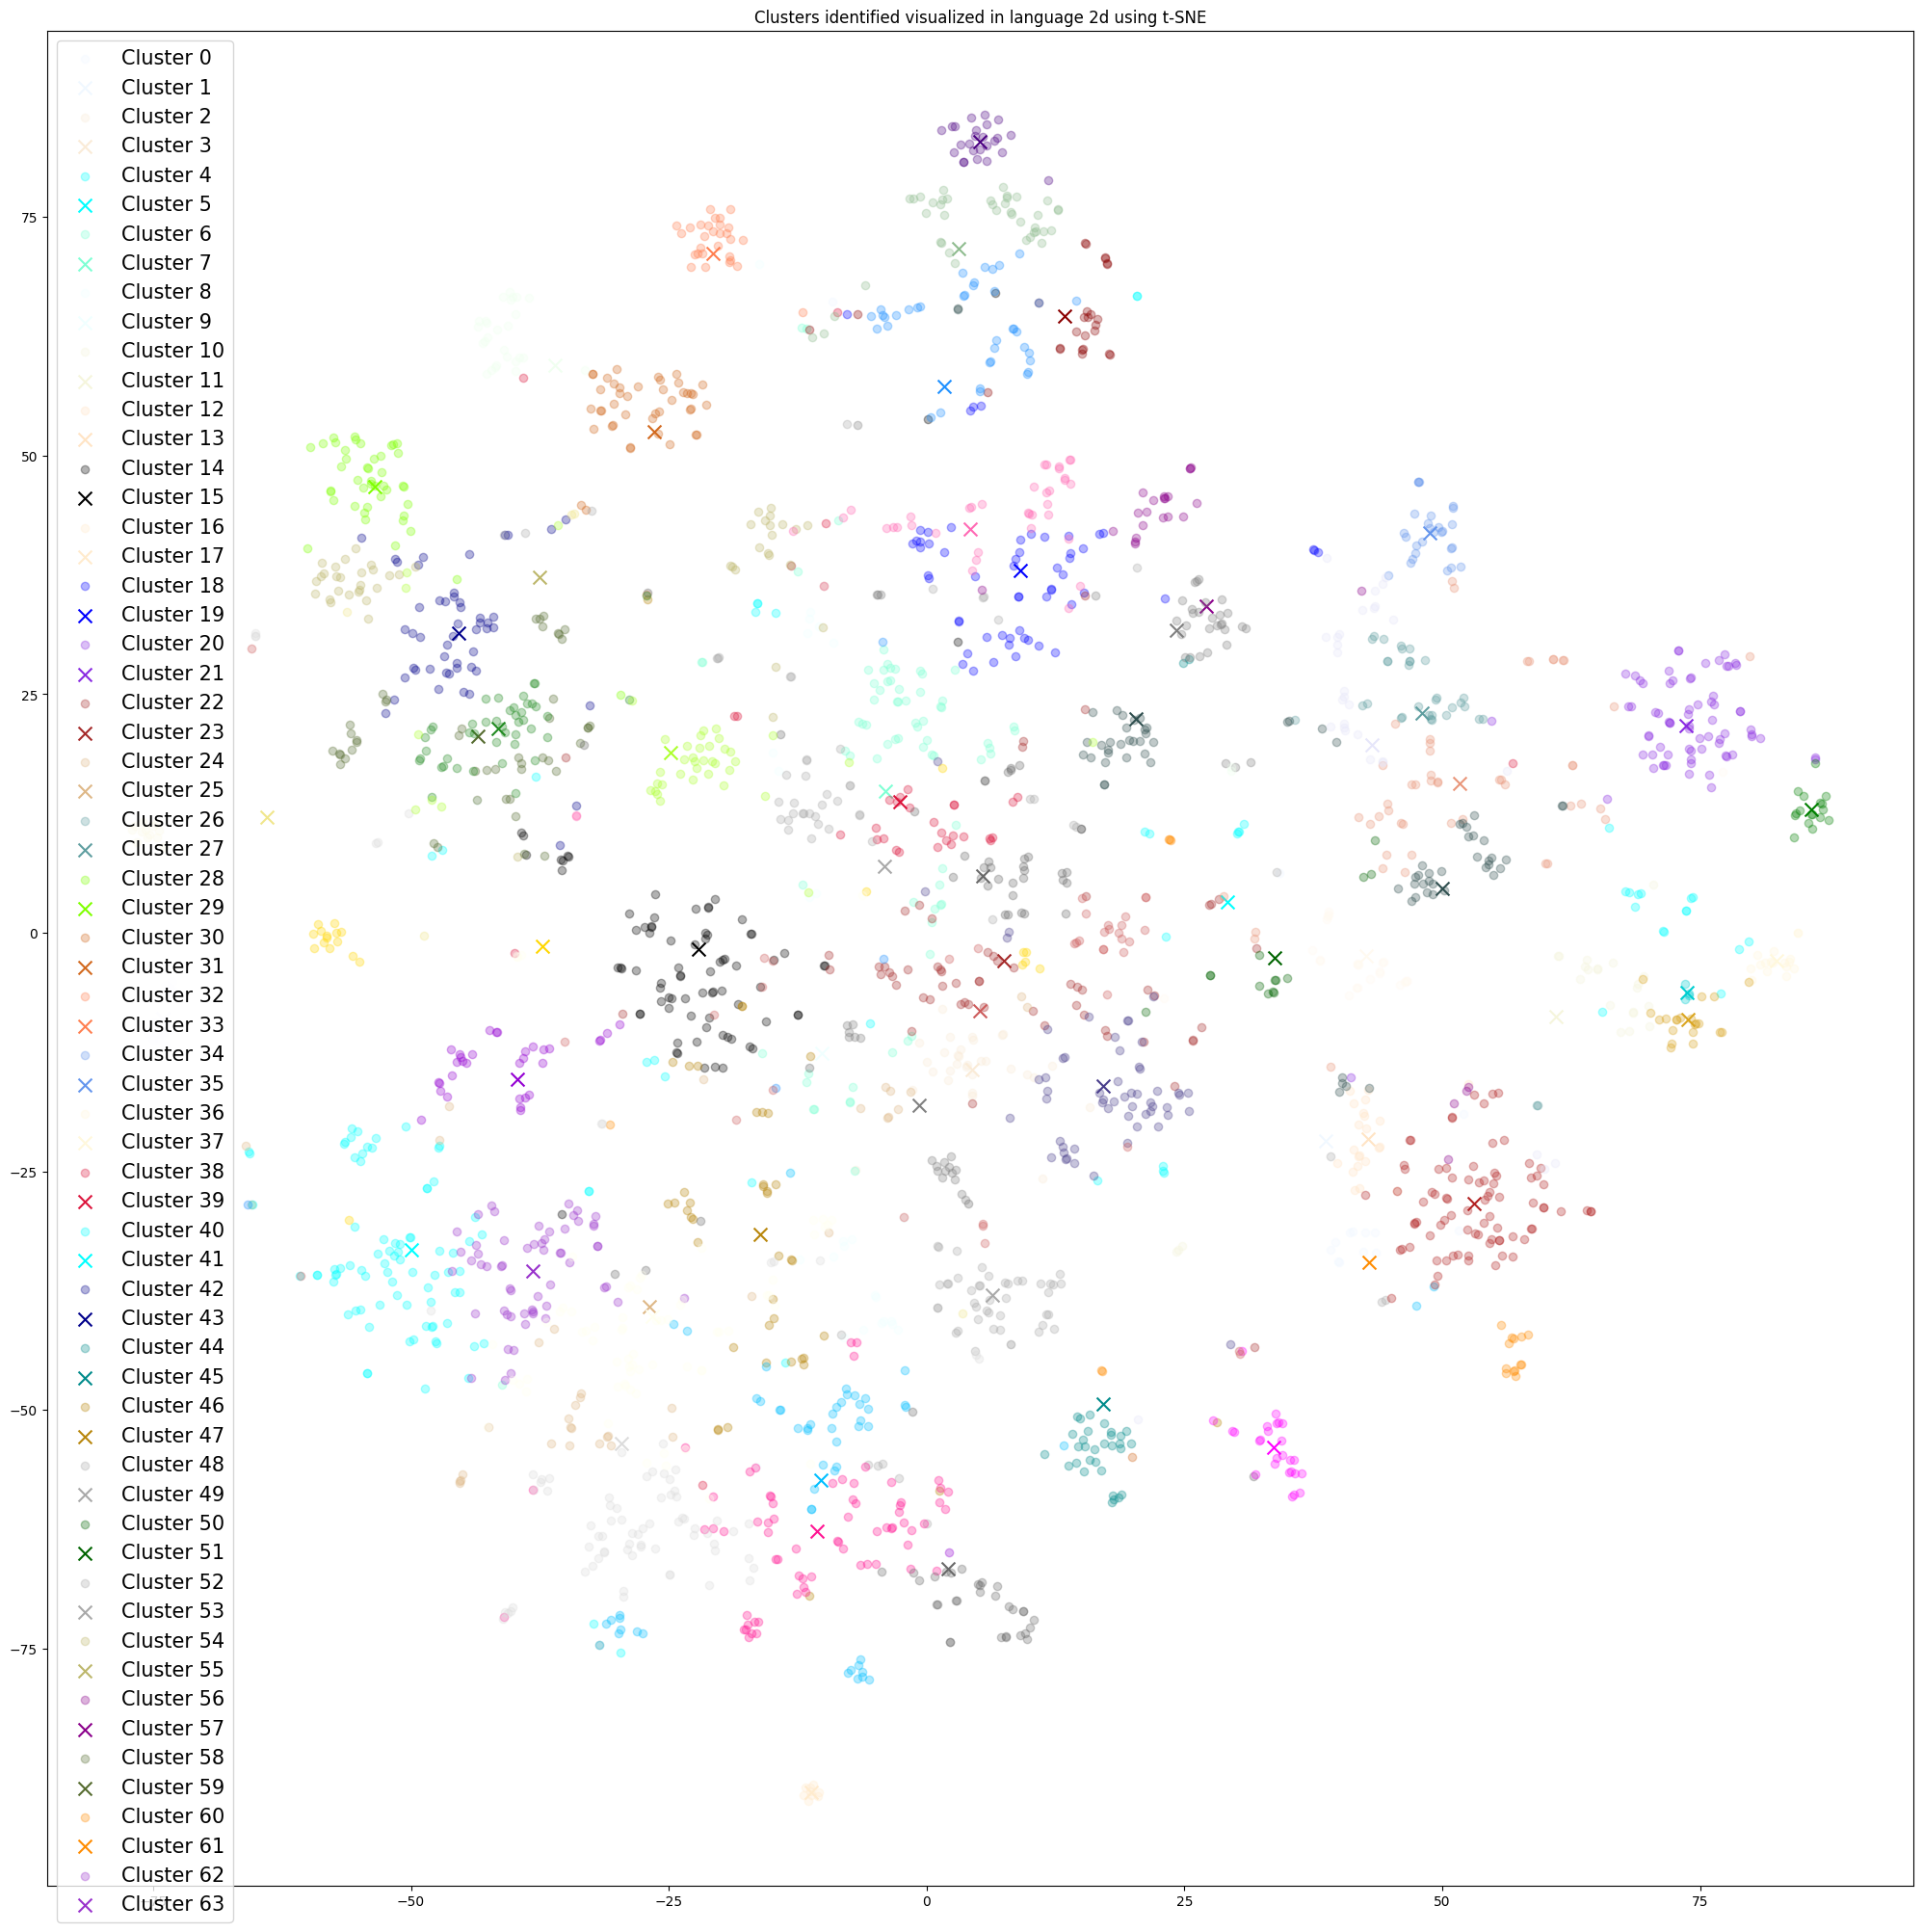 Clusters identified visualized in language 2d using t-SNE
Cluster 0
Cluster 1
Cluster 2
Cluster 3
Cluster 4
Cluster 5
Cluster 6
Cluster 7
Cluster 8
Cluster 9
Cluster 10
Cluster 11
Cluster 12
Cluster 13
Cluster 14
Cluster 15
Cluster 16
Cluster 17
Cluster 18
Cluster 19
Cluster 20
Cluster 21
Cluster 22
Cluster 23
Cluster 24
Cluster 25
Cluster 26
Cluster 27
Cluster 28
Cluster 29
Cluster 30
Cluster 31
Cluster 32
Cluster 33
Cluster 34
Cluster 35
Cluster 36
Cluster 37
Cluster 38
Cluster 39
Cluster 40
Cluster 41
Cluster 42
Cluster 43
Cluster 44
Cluster 45
Cluster 46
Cluster 47
Cluster 48
Cluster 49
Cluster 50
Cluster 51
Cluster 52
Cluster 53
Cluster 54
Cluster 55
Cluster 56
Cluster 57
Cluster 58
Cluster 59
Cluster 60
Cluster 61
Cluster 62
Cluster 63
75
50
25
0
−25
−50
−75
−50
−25
0
25
50
75